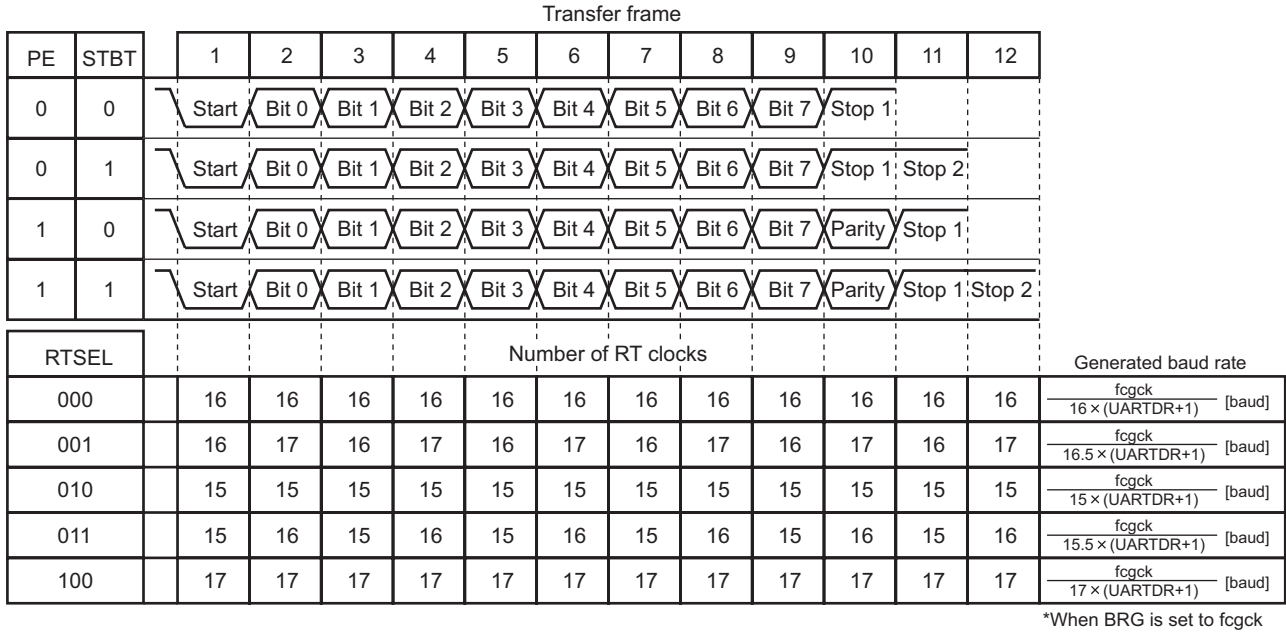 Transfer frame
PE STBT 1 2 3 4 5 6 7 8 9 10 11 12
0 0 Start Bit 0 Bit 1 Bit 2 Bit 3 Bit 4 Bit 5 Bit 6 Bit 7 Stop 1
0 1 Start Bit 0 Bit 1 Bit 2 Bit 3 Bit 4 Bit 5 Bit 6 Bit 7 Stop 1 Stop 2
1 0 Start Bit 0 Bit 1 Bit 2 Bit 3 Bit 4 Bit 5 Bit 6 Bit 7 Parity Stop 1
1 1 Start Bit 0 Bit 1 Bit 2 Bit 3 Bit 4 Bit 5 Bit 6 Bit 7 Parity Stop 1 Stop 2
RTSEL Number of RT clocks Generated baud rate
000 16 16 16 16 16 16 16 16 16 16 16 16 fcgck
16×(UARTDR+1) [baud]
001 16 17 16 17 16 17 16 17 16 17 16 17 fcgck
16.5×(UARTDR+1) [baud]
010 15 15 15 15 15 15 15 15 15 15 15 15 fcgck
15×(UARTDR+1) [baud]
011 15 16 15 16 15 16 15 16 15 16 15 16 fcgck
15.5×(UARTDR+1) [baud]
100 17 17 17 17 17 17 17 17 17 17 17 17 fcgck
17×(UARTDR+1) [baud]
*When BRG is set to fcgck